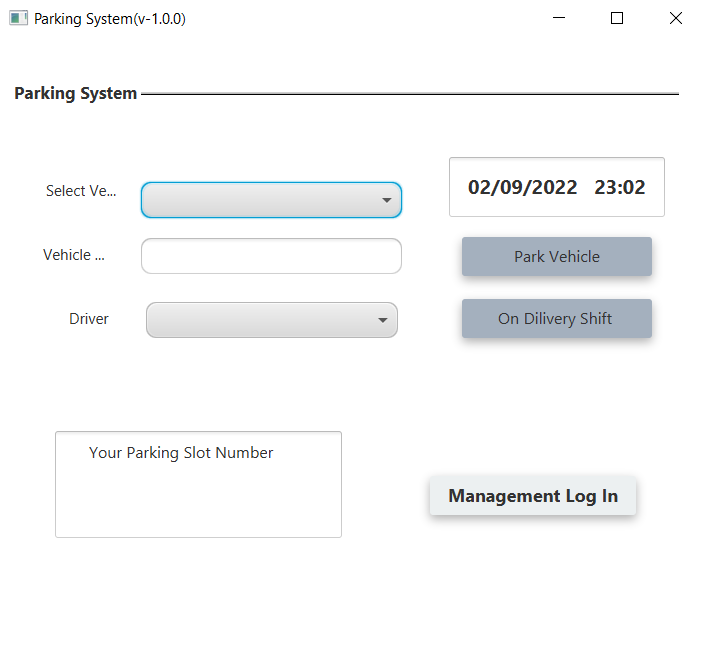 Parking System(v-1.0.0)
Parking System
Select Ve...
02/09/2022 23:02
Vehicle ...
Park Vehicle
Driver
On Dilivery Shift
Your Parking Slot Number
Management Log In